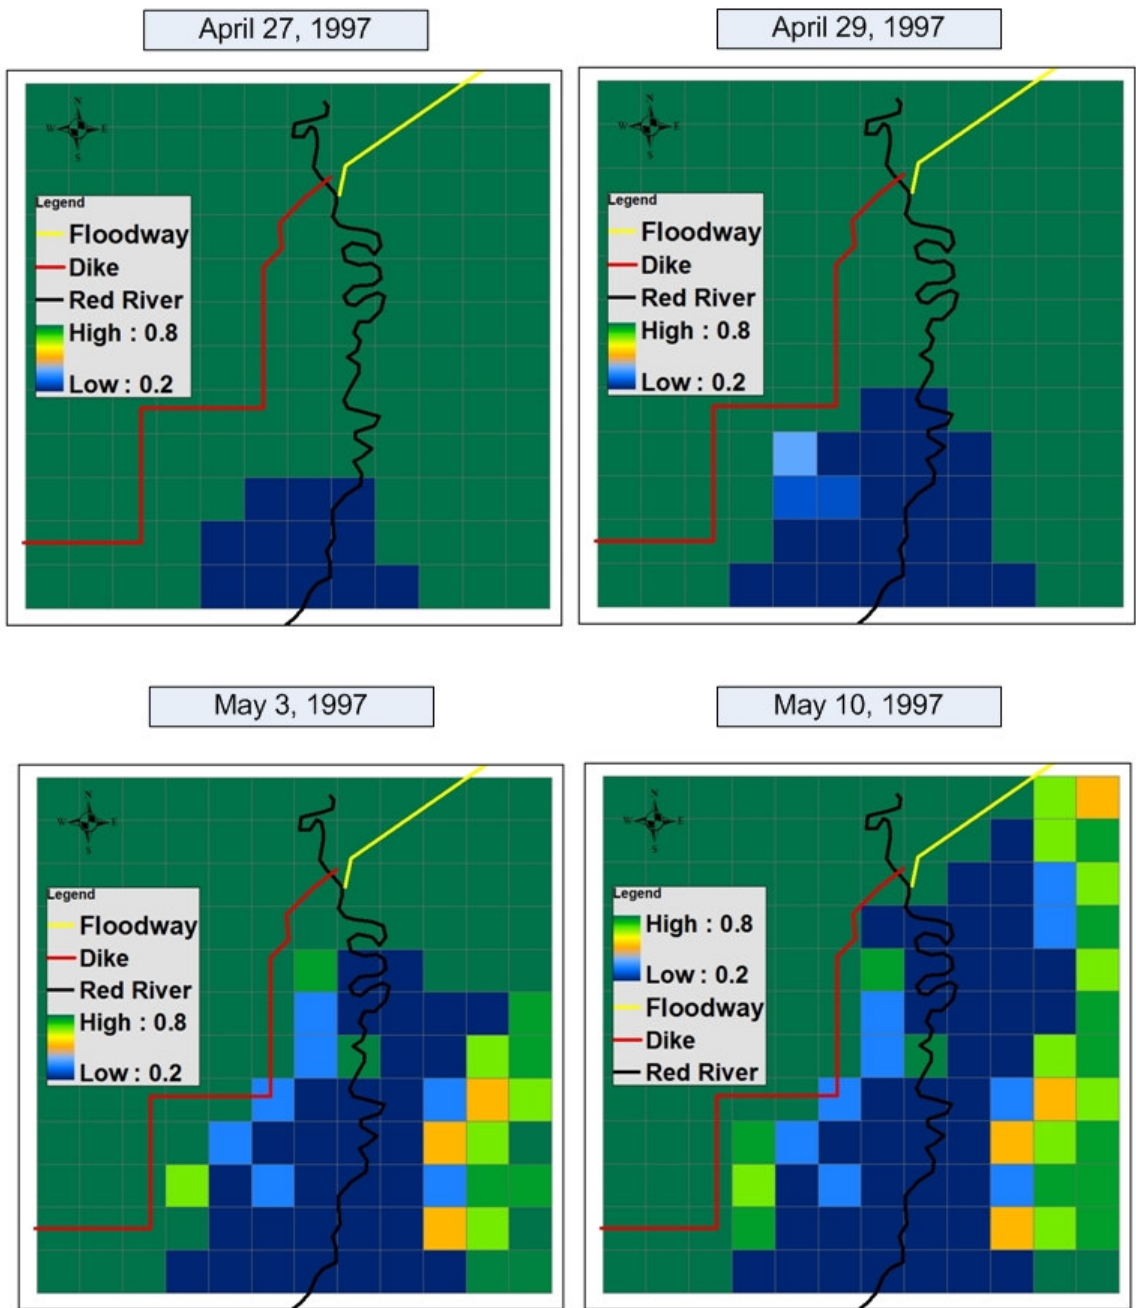 April 27, 1997
April 29, 1997
N
W E
S
Legend
Floodway
Dike
Red River
High : 0.8
Low : 0.2
N
W E
S
Legend
Floodway
Dike
Red River
High : 0.8
Low : 0.2
May 3, 1997
May 10, 1997
N
W E
S
Legend
Floodway
Dike
Red River
High : 0.8
Low : 0.2
N
W E
S
Legend
High : 0.8
Low : 0.2
Floodway
Dike
Red River